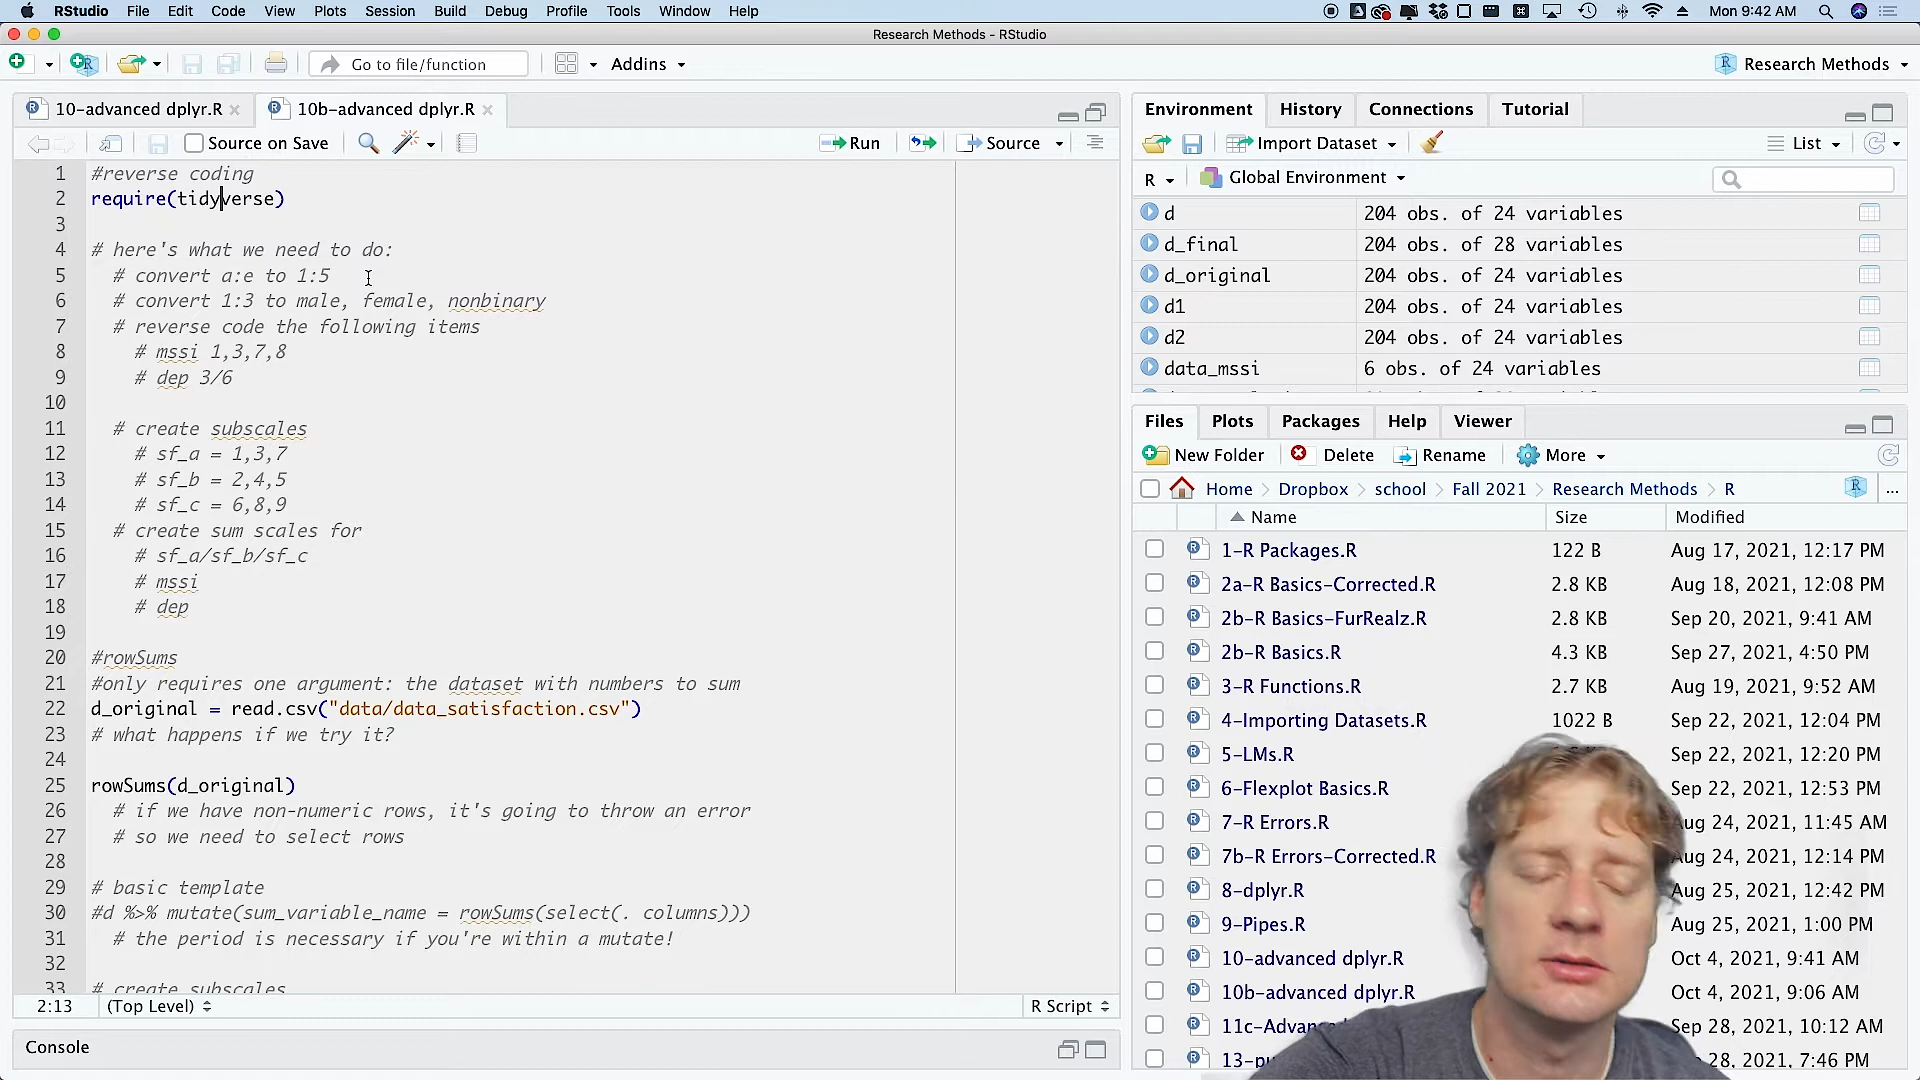 RStudio File Edit Code View Plots Session Build Debug Profile Tools Window Help Mon 9:42 AM
Research Methods - RStudio
Go to file/function Addins Research Methods
10-advanced dplyr.R 10b-advanced dplyr.R
Source on Save Run Source
1 #reverse coding
2 require(tidyverse)
3
4 # here's what we need to do:
5 # convert a:e to 1:5
6 # convert 1:3 to male, female, nonbinary
7 # reverse code the following items
8 # mssi 1,3,7,8
9 # dep 3/6
10
11 # create subscales
12 # sf_a = 1,3,7
13 # sf_b = 2,4,5
14 # sf_c = 6,8,9
15 # create sum scales for
16 # sf_a/sf_b/sf_c
17 # mssi
18 # dep
19
20 #rowSums
21 #only requires one argument: the dataset with numbers to sum
22 d_original = read.csv("data/data_satisfaction.csv")
23 # what happens if we try it?
24
25 rowSums(d_original)
26 # if we have non-numeric rows, it's going to throw an error
27 # so we need to select rows
28
29 # basic template
30 #d %>% mutate(sum_variable_name = rowSums(select(. columns)))
31 # the period is necessary if you're within a mutate!
32
33 # create subscales
2:13 (Top Level) R Script
Console
Environment History Connections Tutorial
Import Dataset List
R Global Environment
d 204 obs. of 24 variables
d_final 204 obs. of 28 variables
d_original 204 obs. of 24 variables
d1 204 obs. of 24 variables
d2 204 obs. of 24 variables
data_mssi 6 obs. of 24 variables
Files Plots Packages Help Viewer
New Folder Delete Rename More
Home Dropbox school Fall 2021 Research Methods R ...
Name Size Modified
1-R Packages.R 122 B Aug 17, 2021, 12:17 PM
2a-R Basics-Corrected.R 2.8 KB Aug 18, 2021, 12:08 PM
2b-R Basics-FurRealz.R 2.8 KB Sep 20, 2021, 9:41 AM
2b-R Basics.R 4.3 KB Sep 27, 2021, 4:50 PM
3-R Functions.R 2.7 KB Aug 19, 2021, 9:52 AM
4-Importing Datasets.R 1022 B Sep 22, 2021, 12:04 PM
5-LMs.R Sep 22, 2021, 12:20 PM
6-Flexplot Basics.R Sep 22, 2021, 12:53 PM
7-R Errors.R Aug 24, 2021, 11:45 AM
7b-R Errors-Corrected.R Aug 24, 2021, 12:14 PM
8-dplyr.R Aug 25, 2021, 12:42 PM
9-Pipes.R Aug 25, 2021, 1:00 PM
10-advanced dplyr.R Oct 4, 2021, 9:41 AM
10b-advanced dplyr.R Oct 4, 2021, 9:06 AM
Sep 28, 2021, 10:12 AM
28, 2021, 7:46 PM